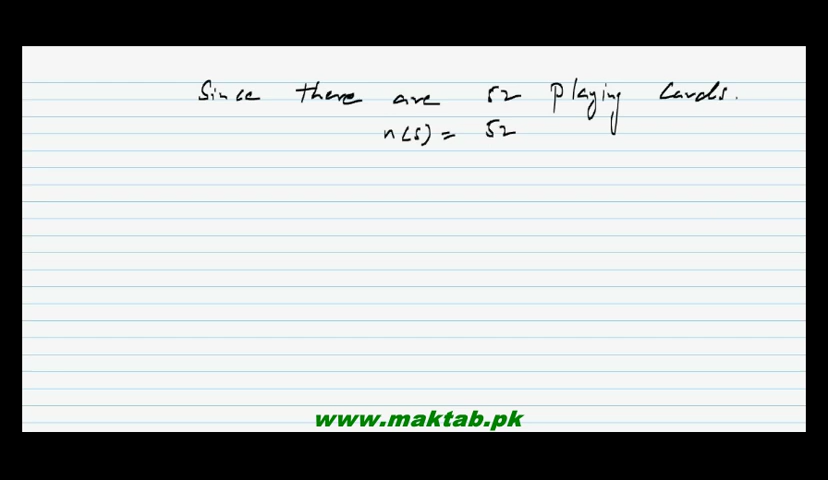 Since there are 52 playing cards.
n(s) = 52
www.maktab.pk